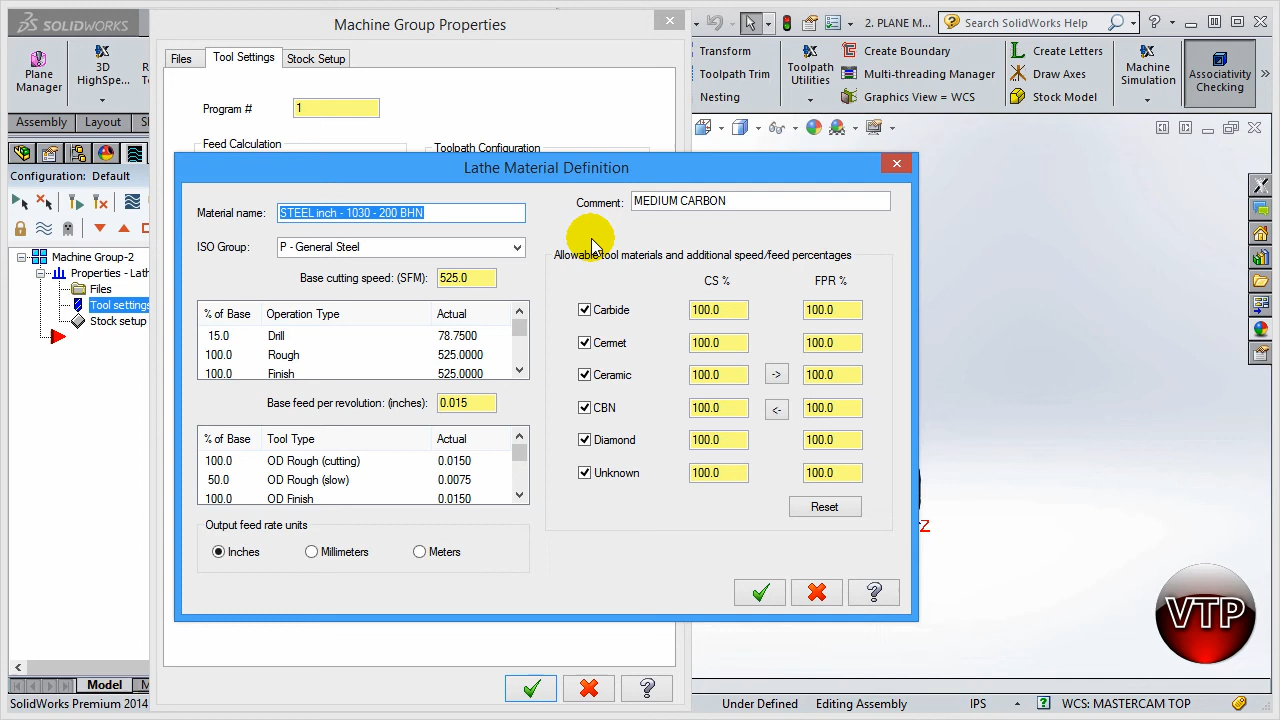 SOLIDWORKS
Machine Group Properties
2. PLANE M...
Search SolidWorks Help
Plane
Manager
3D
HighSpe...
Files
Tool Settings
Stock Setup
Transform
Toolpath Trim
Nesting
Toolpath
Utilities
Create Boundary
Multi-threading Manager
Graphics View = WCS
Create Letters
Draw Axes
Stock Model
Machine
Simulation
Associativity
Checking
Assembly
Layout
Program #
1
Feed Calculation
Toolpath Configuration
Configuration: Default
Machine Group-2
Properties - Lath
Files
Tool settings
Stock setup
Lathe Material Definition
Material name:
STEEL inch - 1030 - 200 BHN
Comment:
MEDIUM CARBON
ISO Group:
P - General Steel
Base cutting speed: (SFM):
525.0
% of Base Operation Type Actual
15.0 Drill 78.7500
100.0 Rough 525.0000
100.0 Finish 525.0000
Base feed per revolution: (inches):
0.015
% of Base Tool Type Actual
100.0 OD Rough (cutting) 0.0150
50.0 OD Rough (slow) 0.0075
100.0 OD Finish 0.0150
Output feed rate units
Inches
Millimeters
Meters
Allowable tool materials and additional speed/feed percentages
CS % FPR %
Carbide 100.0 100.0
Cermet 100.0 100.0
Ceramic 100.0 -> 100.0
CBN 100.0 <- 100.0
Diamond 100.0 100.0
Unknown 100.0 100.0
Reset
Z
VTP
Model
SolidWorks Premium 2014
Under Defined
Editing Assembly
IPS
WCS: MASTERCAM TOP